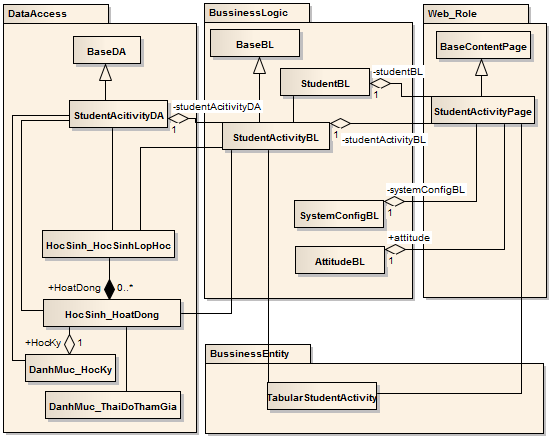 DataAccess
BaseDA
StudentAcitivityDA
-studentAcitivityDA
1
HocSinh_HocSinhLopHoc
+HoatDong
0..*
HocSinh_HoatDong
+HocKy
1
DanhMuc_HocKy
DanhMuc_ThaiDoThamGia
BussinessLogic
BaseBL
StudentBL
-studentBL
1
StudentActivityBL
1
-studentActivityBL
-systemConfigBL
SystemConfigBL
1
+attitude
AttitudeBL
1
Web_Role
BaseContentPage
StudentActivityPage
BussinessEntity
TabularStudentActivity